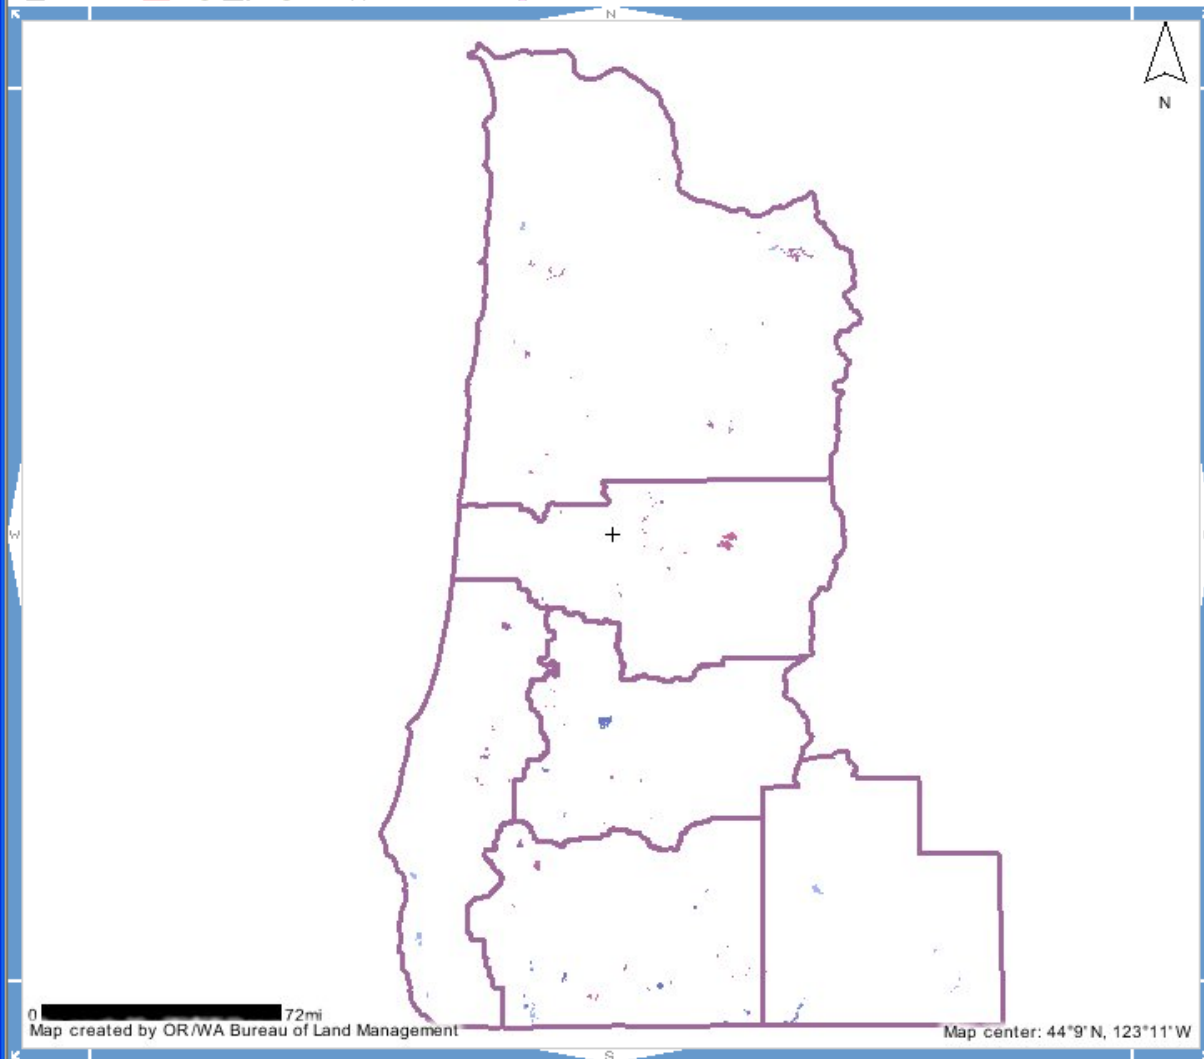 N
N
W
0 72mi
Map created by OR/WA Bureau of Land Management
Map center: 44°9' N, 123°11' W
S